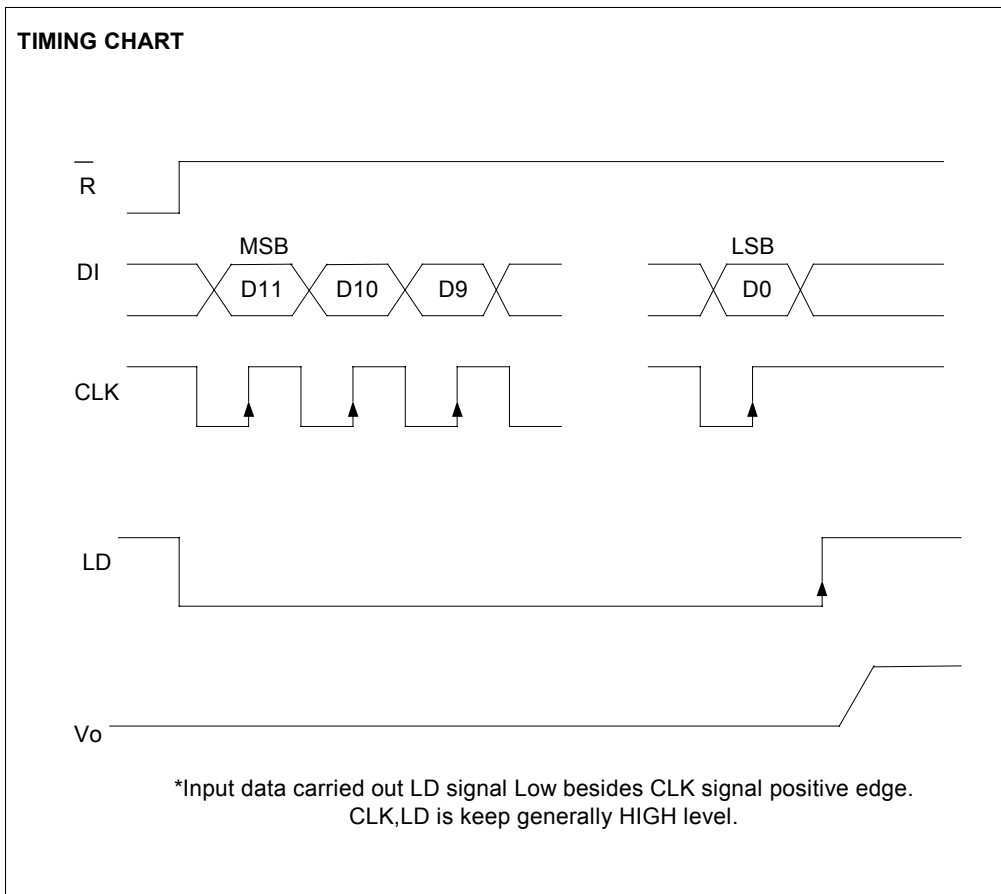 TIMING CHART
R
MSB LSB
DI D11 D10 D9 D0
CLK
LD
Vo
*Input data carried out LD signal Low besides CLK signal positive edge.
CLK,LD is keep generally HIGH level.